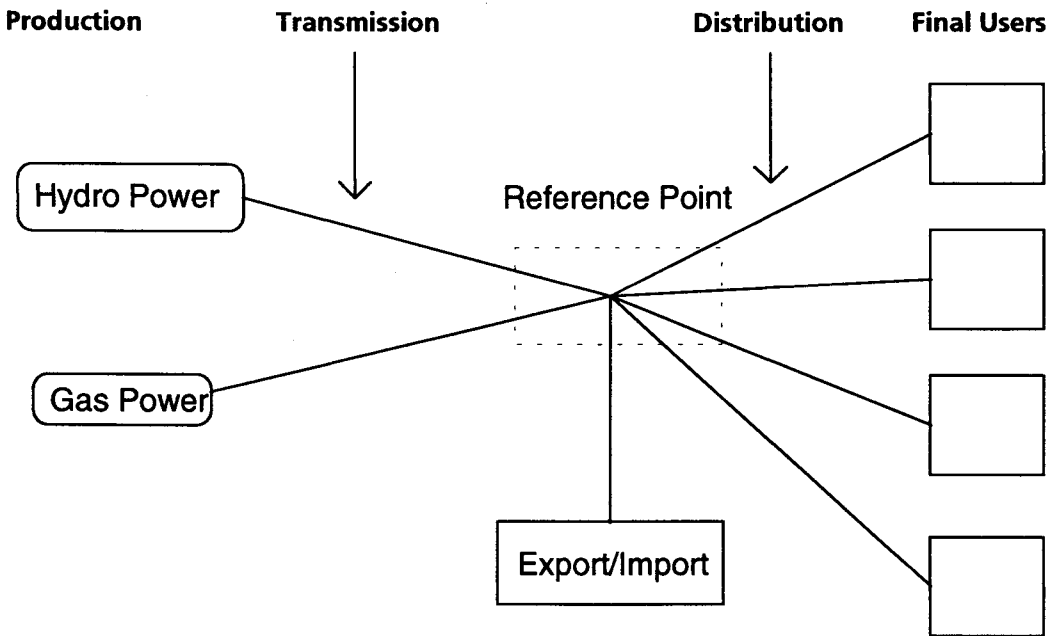 Production
Transmission
Distribution
Final Users
Hydro Power
Reference Point
Gas Power
Export/Import